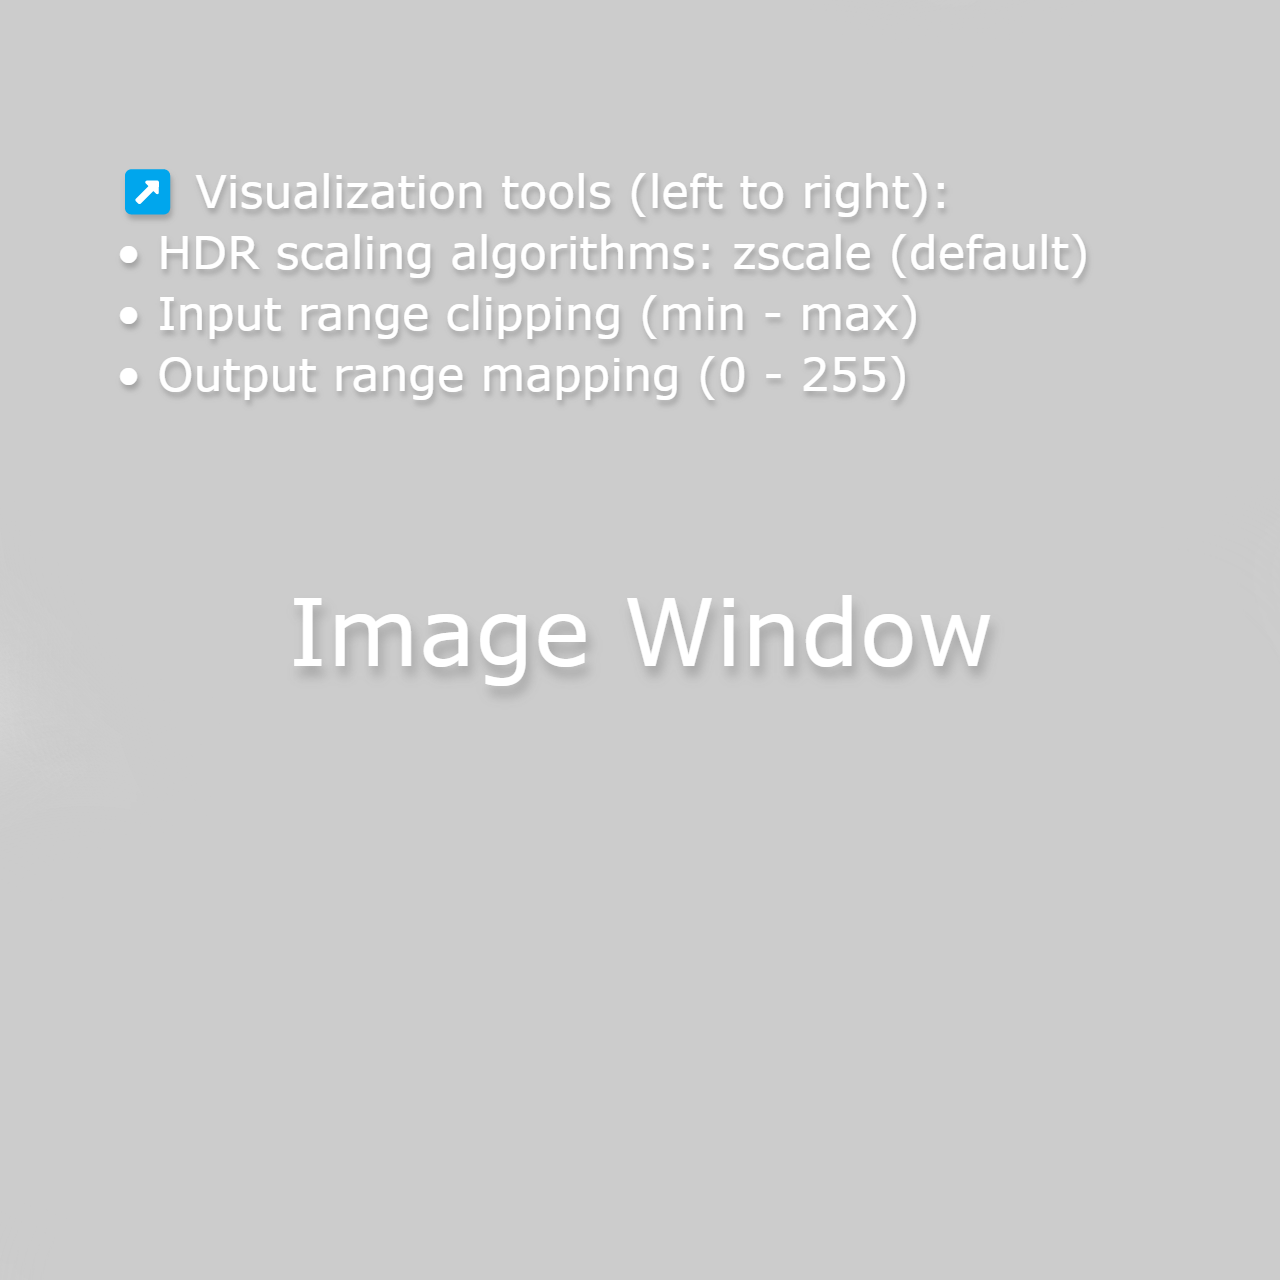 ↗ Visualization tools (left to right):
• HDR scaling algorithms: zscale (default)
• Input range clipping (min - max)
• Output range mapping (0 - 255)
Image Window